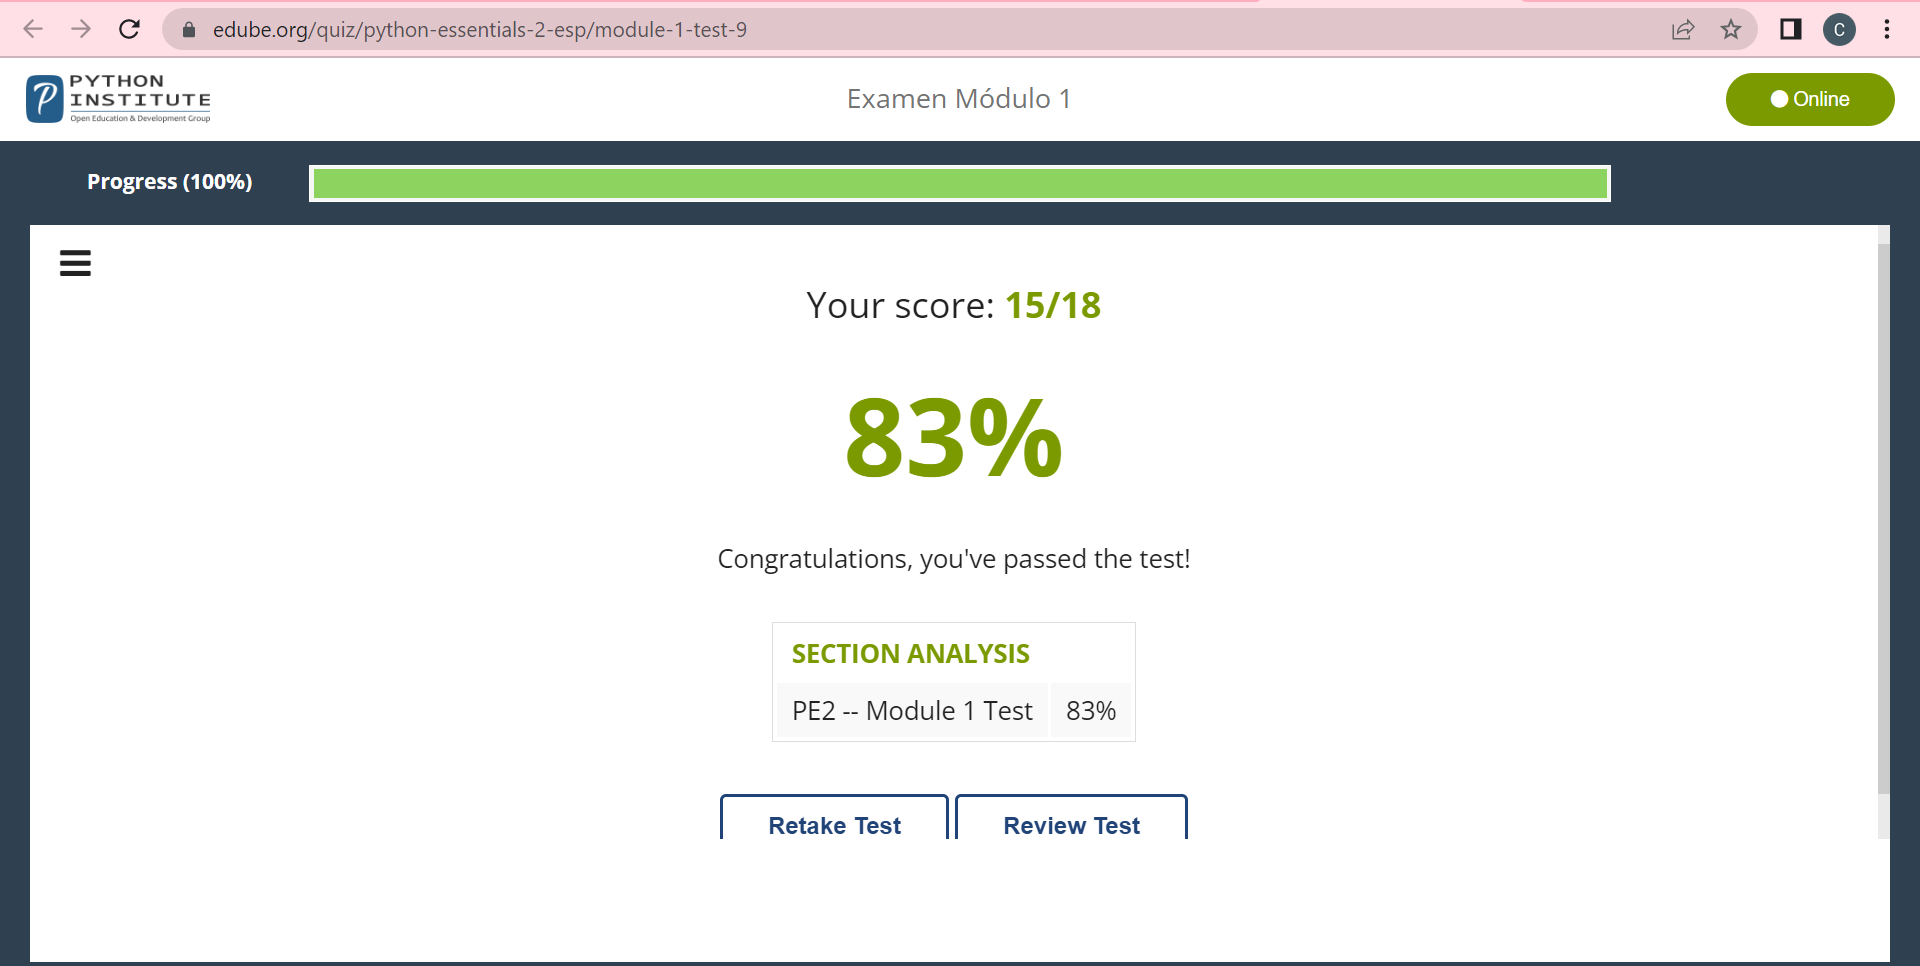 edube.org/quiz/python-essentials-2-esp/module-1-test-9
C
P
PYTHON
INSTITUTE
Open Education & Development Group
Examen Módulo 1
Online
Progress (100%)
Your score: 15/18
83%
Congratulations, you've passed the test!
SECTION ANALYSIS
PE2 -- Module 1 Test 83%
Retake Test Review Test